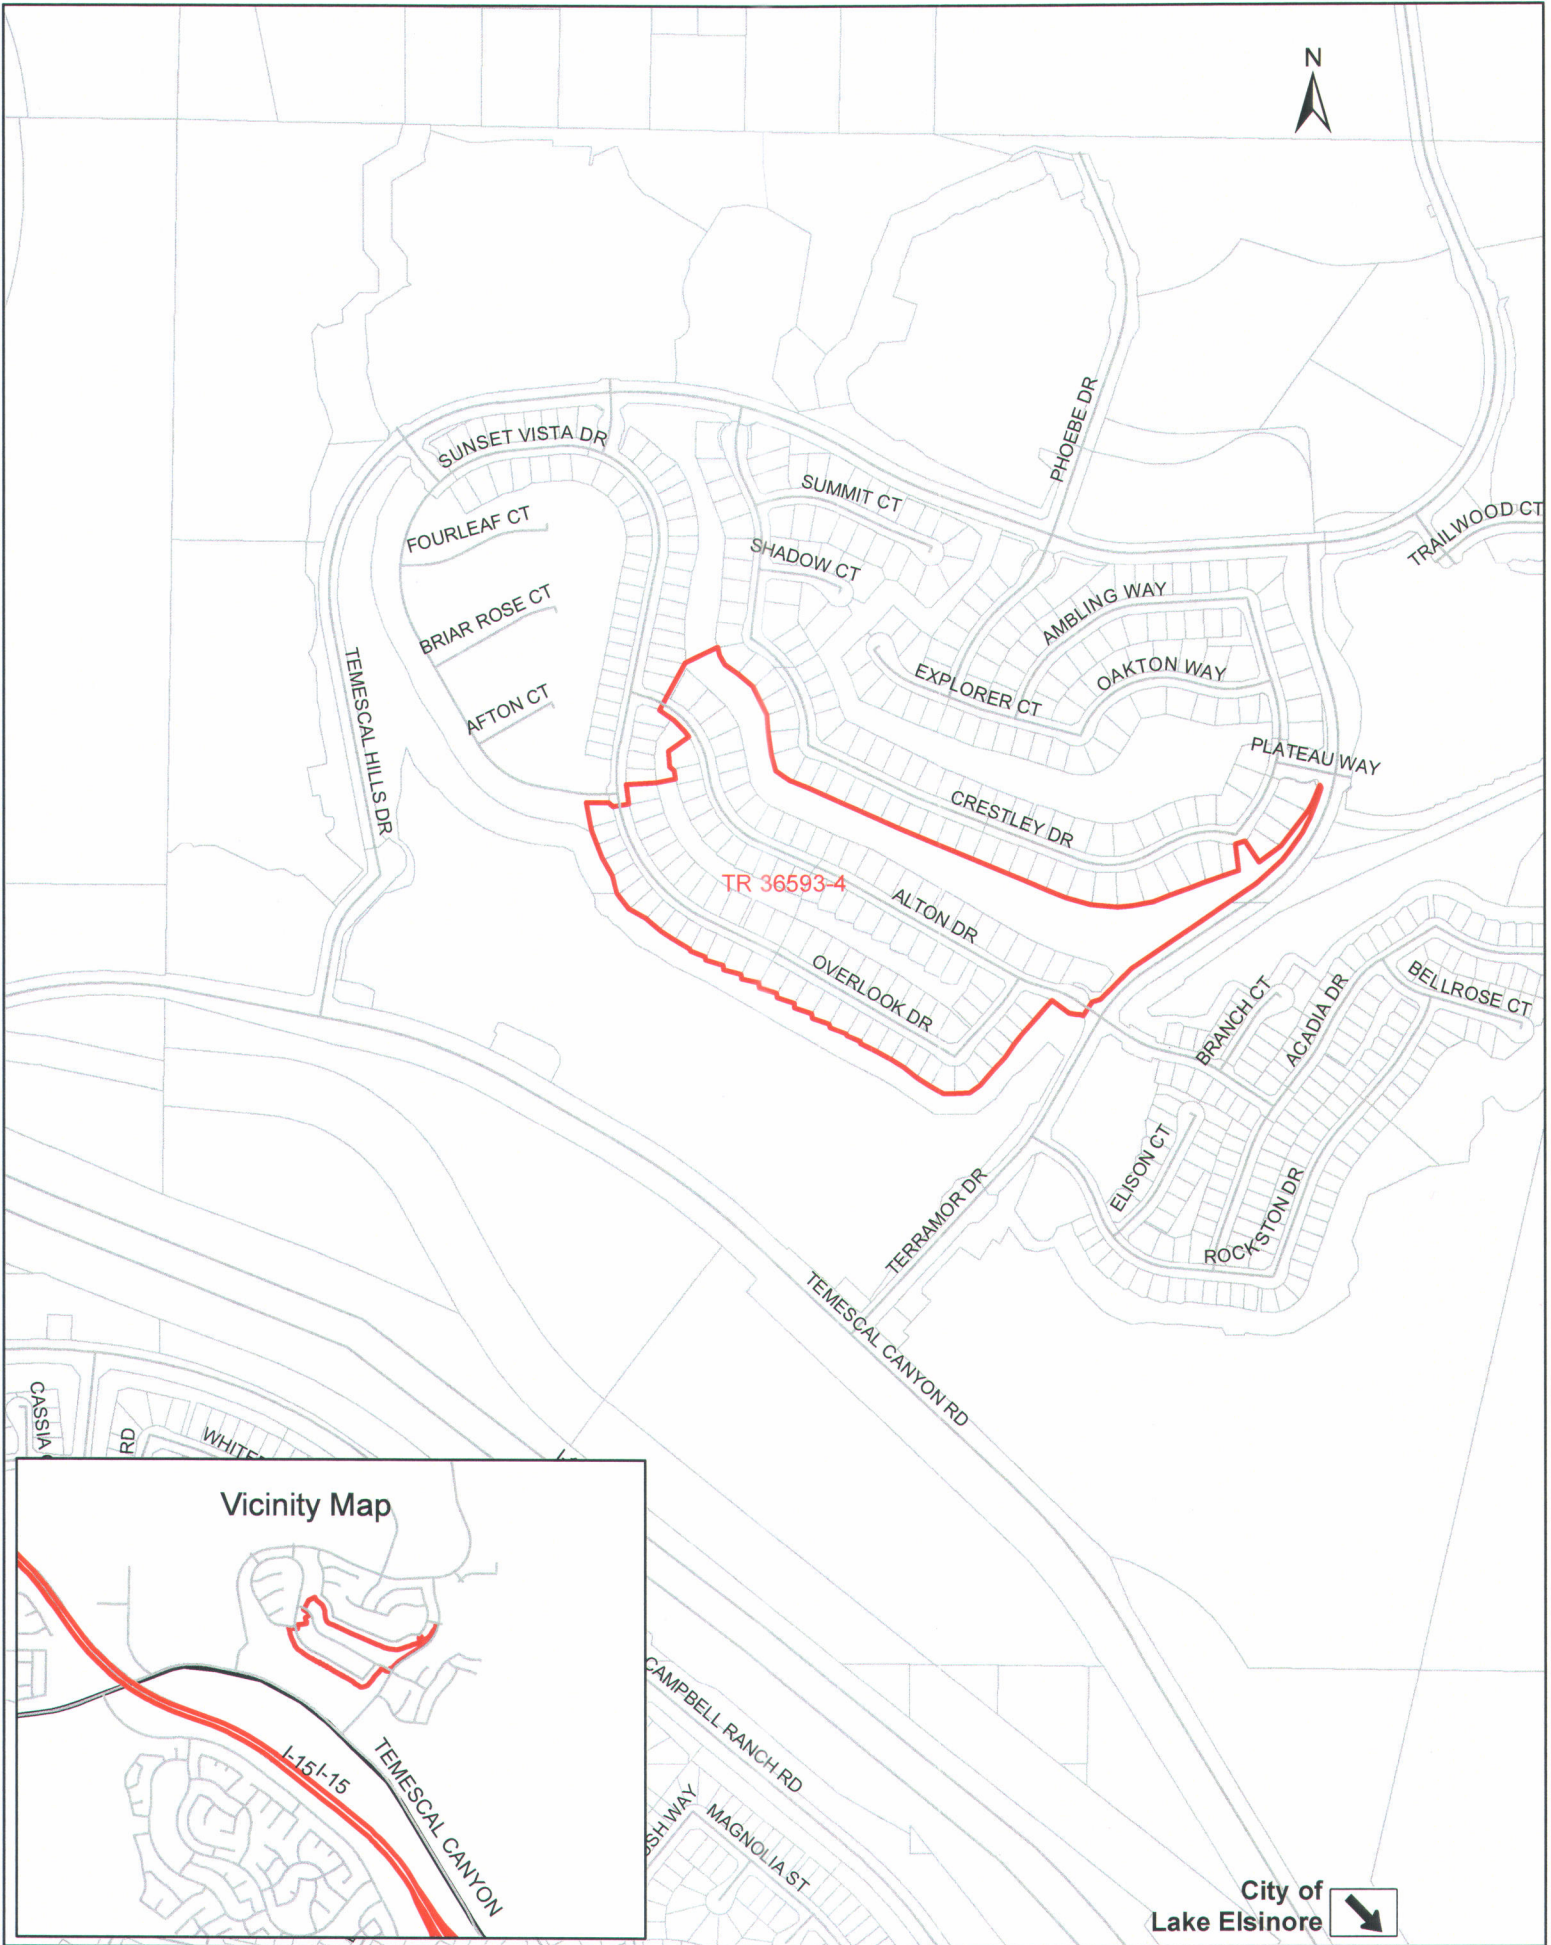 N
PHOEBE DR
SUNSET VISTA DR
SUMMIT CT
TRAILWOOD CT
FOURLEAF CT
SHADOW CT
AMBLING WAY
BRIAR ROSE CT
OAKTON WAY
EXPLORER CT
TEMESCAL HILLS DR
AFTON CT
PLATEAU WAY
CRESTLEY DR
TR 36593-4
ALTON DR
OVERLOOK DR
BELLROSE CT
BRANCH CT
ACADIA DR
ELISON CT
TERRAMOR DR
ROCKSTON DR
TEMESCAL CANYON RD
CASSIA
RD
Vicinity Map
I-15 I-15
TEMESCAL CANYON
CAMPBELL RANCH RD
MAGNOLIA ST
City of
Lake Elsinore